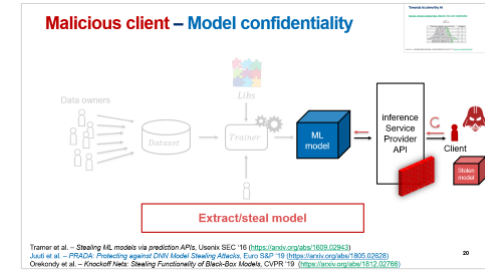 Malicious client – Model confidentiality
Data owners
Libs
Dataset
Trainer
ML
model
inference
Service
Provider
API
Client
Stolen
model
Extract/steal model
Tramer et al. – Stealing ML models via prediction APIs, Usenix SEC '16 (https://arxiv.org/abs/1609.02943)
Juuti et al. – PRADA: Protecting against DNN Model Stealing Attacks, Euro S&P '19 (https://arxiv.org/abs/1805.02628)
Orekondy et al. – Knockoff Nets: Stealing Functionality of Black-Box Models, CVPR '19 (https://arxiv.org/abs/1812.02766)
20